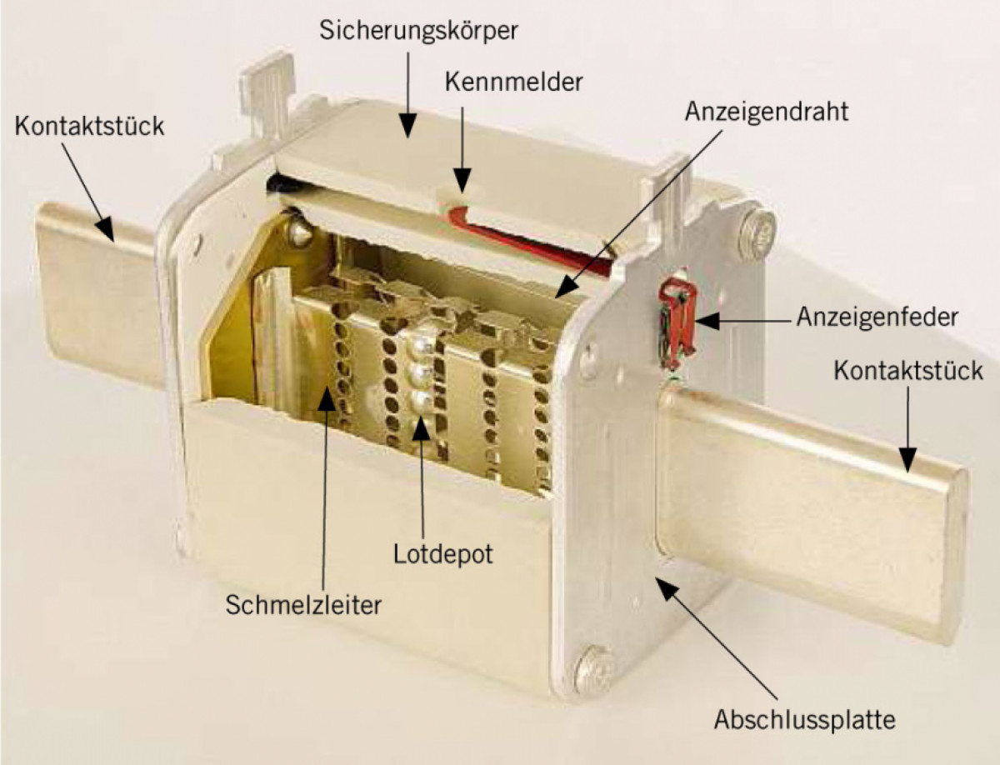 Sicherungskörper
Kennmelder
Anzeigendraht
Kontaktstück
Anzeigenfeder
Kontaktstück
Lotdepot
Schmelzleiter
Abschlussplatte